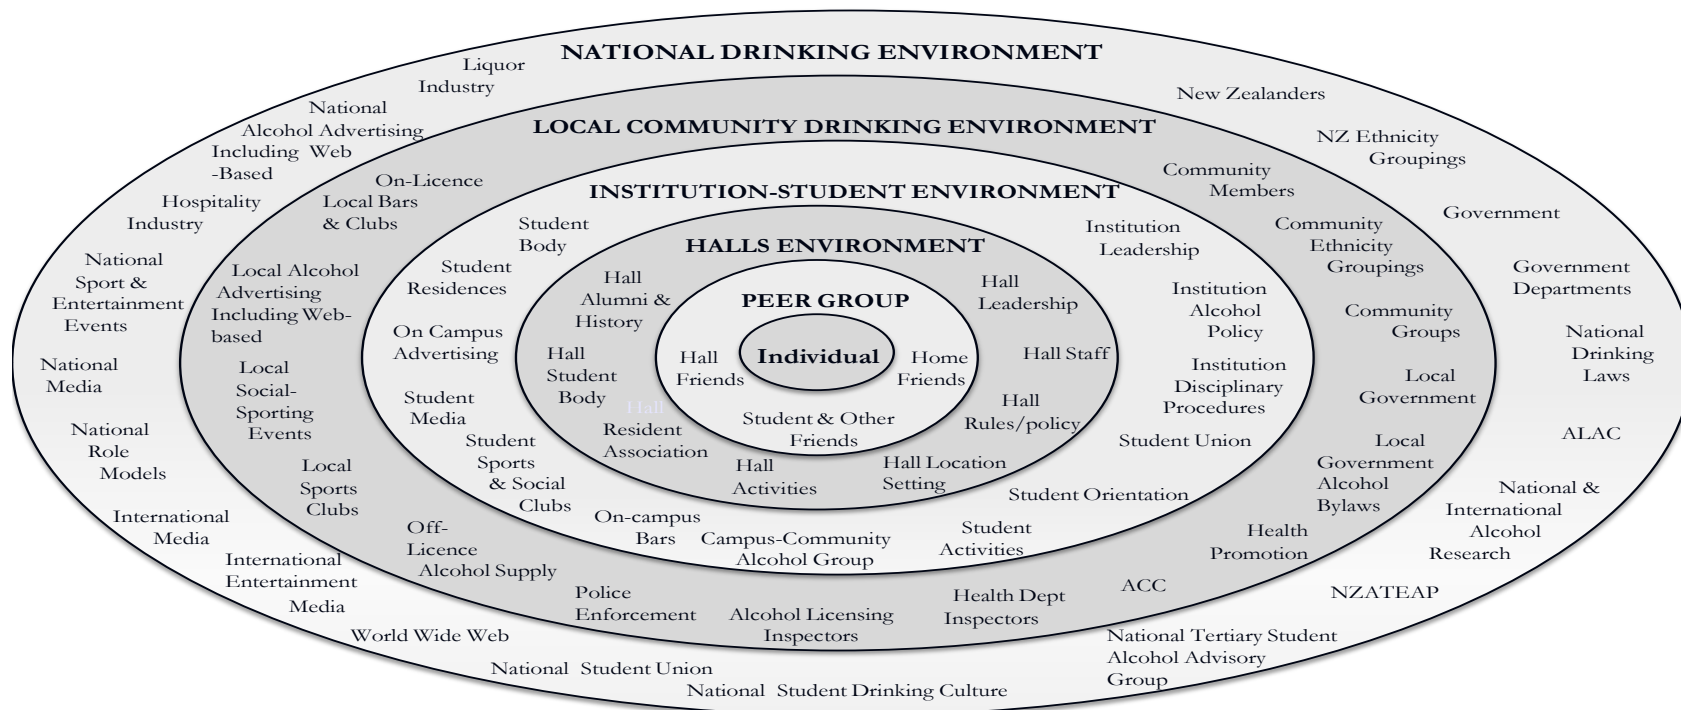 NATIONAL DRINKING ENVIRONMENT
Liquor
Industry
National
Alcohol Advertising
Including Web
-Based
Hospitality
Industry
National
Sport &
Entertainment
Events
National
Media
National
Role
Models
International
Media
International
Entertainment
Media
World Wide Web
National Student Union
National Student Drinking Culture
National Tertiary Student
Alcohol Advisory
Group
NZATEAP
National &
International
Alcohol
Research
ALAC
National
Drinking
Laws
Government
Departments
Government
NZ Ethnicity
Groupings
New Zealanders
LOCAL COMMUNITY DRINKING ENVIRONMENT
On-Licence
Local Bars
& Clubs
Local Alcohol
Advertising
Including Web-
based
Local
Social-
Sporting
Events
Local
Sports
Clubs
Off-
Licence
Alcohol Supply
Police
Enforcement
Alcohol Licensing
Inspectors
Health Dept
Inspectors
ACC
Health
Promotion
Local
Government
Alcohol
Bylaws
Local
Government
Community
Groups
Community
Ethnicity
Groupings
Community
Members
INSTITUTION-STUDENT ENVIRONMENT
Student
Body
Student
Residences
On Campus
Advertising
Student
Media
Student
Sports
& Social
Clubs
On-campus
Bars
Campus-Community
Alcohol Group
Student
Activities
Student Orientation
Student Union
Institution
Disciplinary
Procedures
Institution
Alcohol
Policy
Institution
Leadership
HALLS ENVIRONMENT
Hall
Alumni &
History
Hall
Student
Body
Hall
Resident
Association
Hall
Activities
Hall Location
Setting
Hall
Rules/policy
Hall Staff
Hall
Leadership
PEER GROUP
Hall
Friends
Home
Friends
Student & Other
Friends
Individual